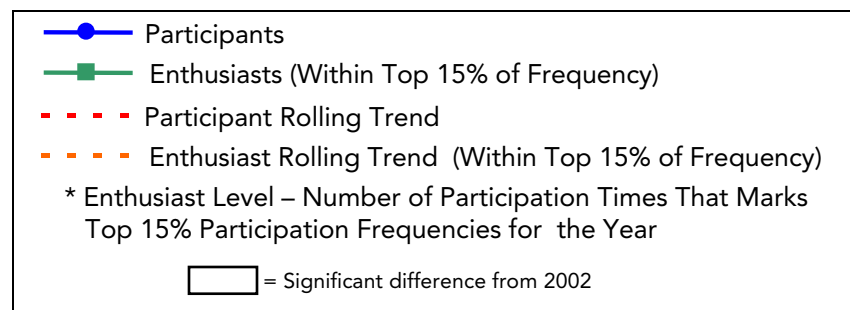 Participants
Enthusiasts (Within Top 15% of Frequency)
Participant Rolling Trend
Enthusiast Rolling Trend (Within Top 15% of Frequency)
* Enthusiast Level – Number of Participation Times That Marks
Top 15% Participation Frequencies for the Year
= Significant difference from 2002